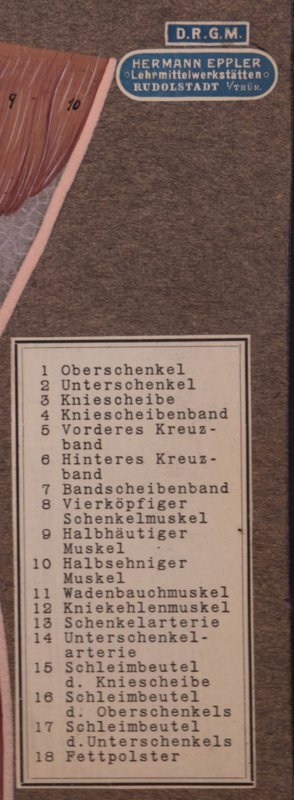 D.R.G.M.
HERMANN EPPLER
Lehrmittelwerkstätten
RUDOLSTADT i/THÜR.
9 10
1 Oberschenkel
2 Unterschenkel
3 Kniescheibe
4 Kniescheibenband
5 Vorderes Kreuz-
band
6 Hinteres Kreuz-
band
7 Bandscheibenband
8 Vierköpfiger
Schenkelmuskel
9 Halbhäutiger
Muskel
10 Halbsehniger
Muskel
11 Wadenbauchmuskel
12 Kniekehlenmuskel
13 Schenkelarterie
14 Unterschenkel-
arterie
15 Schleimbeutel
d. Kniescheibe
16 Schleimbeutel
d. Oberschenkels
17 Schleimbeutel
d.Unterschenkels
18 Fettpolster